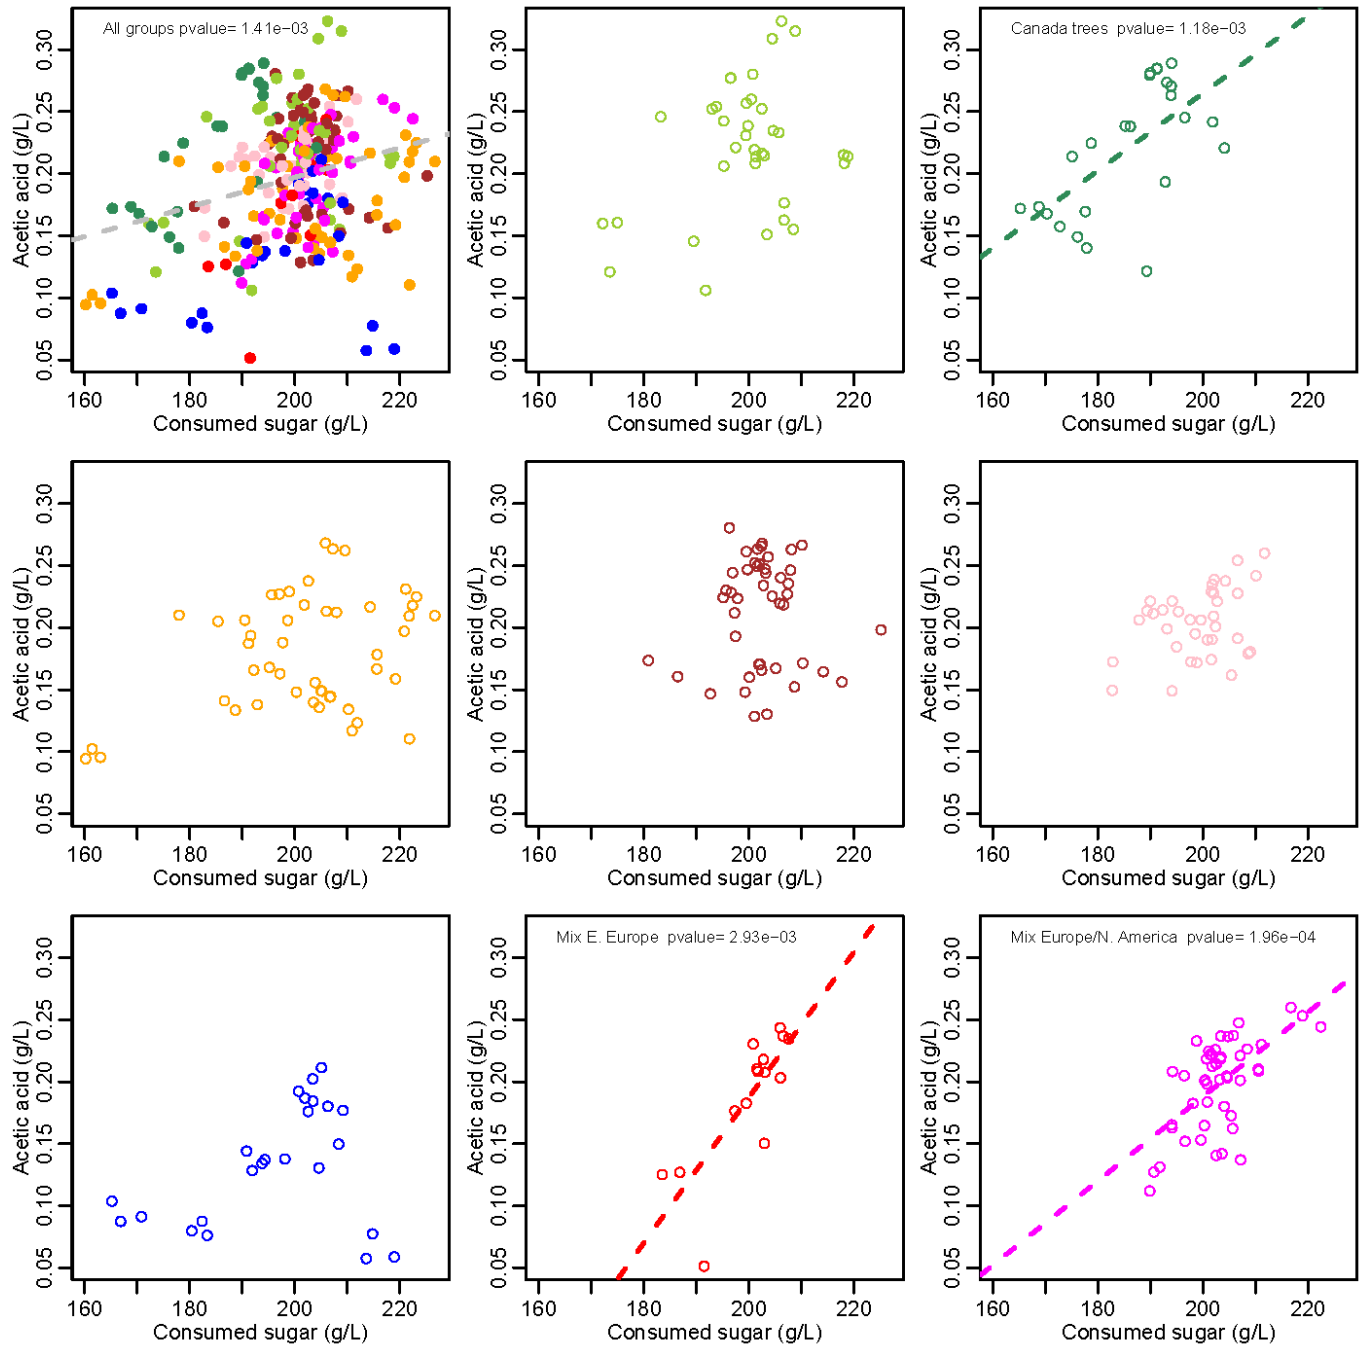 All groups pvalue= 1.41e−03
Acetic acid (g/L)
0.05 0.10 0.15 0.20 0.25 0.30
160 180 200 220
Consumed sugar (g/L)
Acetic acid (g/L)
0.05 0.10 0.15 0.20 0.25 0.30
160 180 200 220
Consumed sugar (g/L)
Canada trees pvalue= 1.18e−03
Acetic acid (g/L)
0.05 0.10 0.15 0.20 0.25 0.30
160 180 200 220
Consumed sugar (g/L)
Acetic acid (g/L)
0.05 0.10 0.15 0.20 0.25 0.30
160 180 200 220
Consumed sugar (g/L)
Acetic acid (g/L)
0.05 0.10 0.15 0.20 0.25 0.30
160 180 200 220
Consumed sugar (g/L)
Acetic acid (g/L)
0.05 0.10 0.15 0.20 0.25 0.30
160 180 200 220
Consumed sugar (g/L)
Acetic acid (g/L)
0.05 0.10 0.15 0.20 0.25 0.30
160 180 200 220
Consumed sugar (g/L)
Mix E. Europe pvalue= 2.93e−03
Acetic acid (g/L)
0.05 0.10 0.15 0.20 0.25 0.30
160 180 200 220
Consumed sugar (g/L)
Mix Europe/N. America pvalue= 1.96e−04
Acetic acid (g/L)
0.05 0.10 0.15 0.20 0.25 0.30
160 180 200 220
Consumed sugar (g/L)